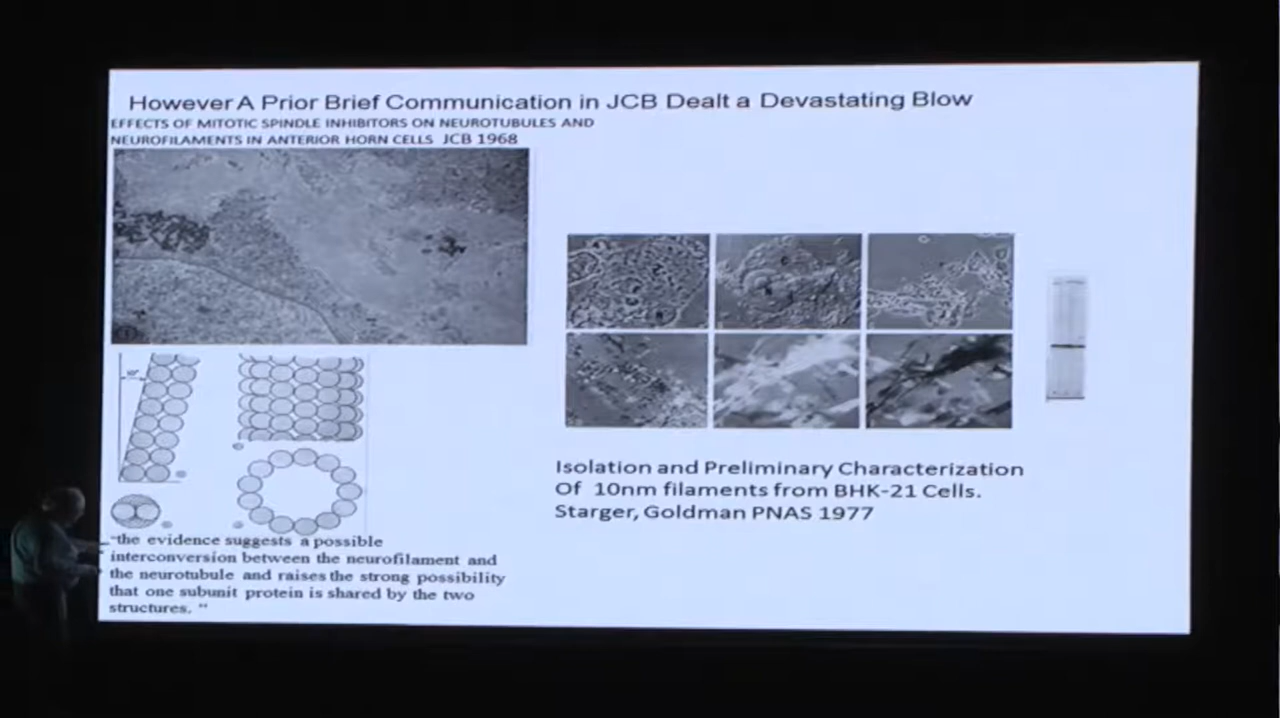 However A Prior Brief Communication in JCB Dealt a Devastating Blow
EFFECTS OF MITOTIC SPINDLE INHIBITORS ON NEUROTUBULES AND
NEUROFILAMENTS IN ANTERIOR HORN CELLS JCB 1968
"the evidence suggests a possible
interconversion between the neurofilament and
the neurotubule and raises the strong possibility
that one subunit protein is shared by the two
structures. "
Isolation and Preliminary Characterization
Of 10nm filaments from BHK-21 Cells.
Starger, Goldman PNAS 1977